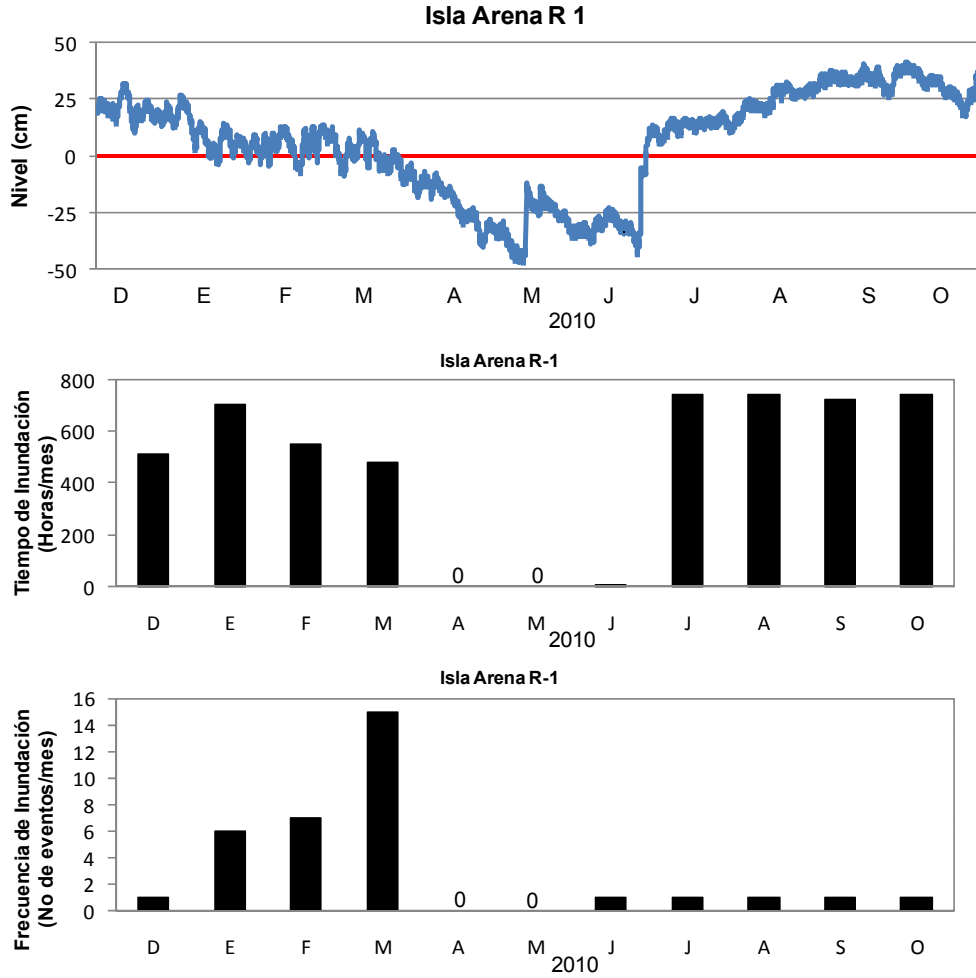 Isla Arena R 1
Nivel (cm)
50
25
0
-25
-50
D E F M A M J J A S O
2010
Isla Arena R-1
Tiempo de Inundación
(Horas/mes)
800
600
400
200
0
0 0
D E F M A M J J A S O
2010
Isla Arena R-1
Frecuencia de Inundación
(No de eventos/mes)
16
14
12
10
8
6
4
2
0
0 0
D E F M A M J J A S O
2010